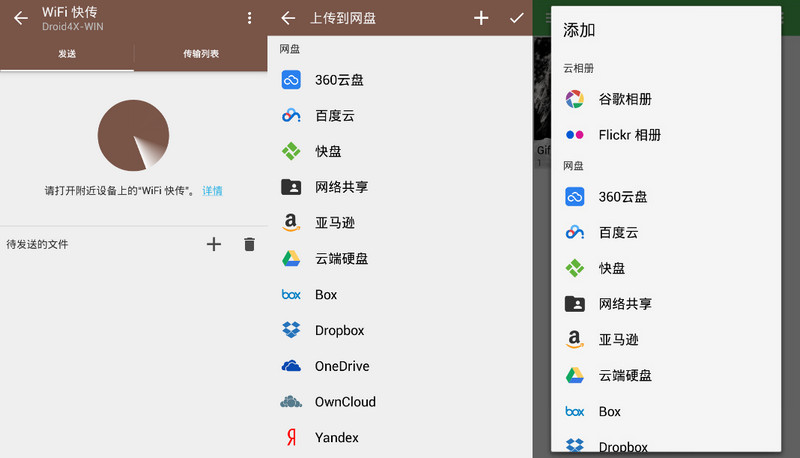 WiFi 快传
Droid4X-WIN
发送
传输列表
请打开附近设备上的“WiFi 快传”。 详情
待发送的文件
上传到网盘
网盘
360云盘
百度云
快盘
网络共享
亚马逊
云端硬盘
box Box
Dropbox
OneDrive
OwnCloud
Yandex
Gif
1..
添加
云相册
谷歌相册
Flickr 相册
网盘
360云盘
百度云
快盘
网络共享
亚马逊
云端硬盘
box Box
Dropbox